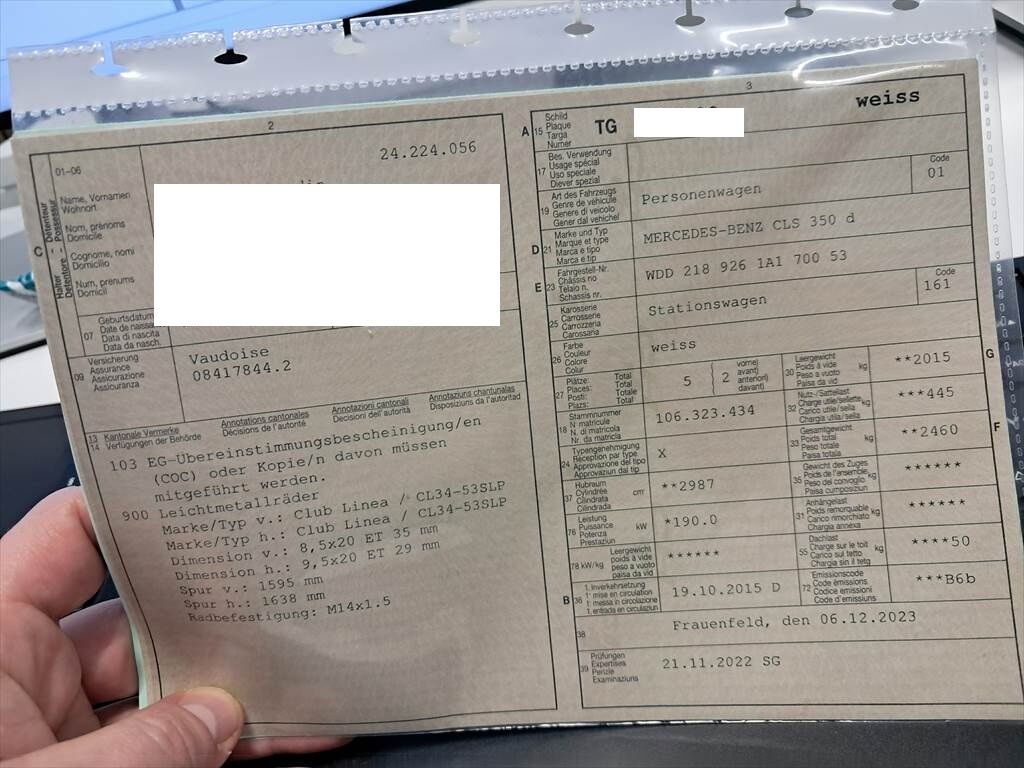 2
24.224.056
C
Halter Détenteur
Detentore - Possessur
01-06
Name, Vornamen
Wohnort
Nom, prénoms
Domicile
Cognome, nomi
Domicilio
Num, prenums
Domicil
07
Geburtsdatum
Date de naiss
Data di nascita
Data da nasch.
09
Versicherung
Assurance
Assicurazione
Assicuranza
Vaudoise
08417844.2
13
14
Kantonale Vermerke
Verfügungen der Behörde
Annotations cantonales
Décisions de l'autorité
Annotazioni cantonali
Decisioni dell'autorità
Annotaziuns chantunalas
Disposiziuns da l'autoritad
103 EG-Übereinstimmungsbescheinigung/en
(COC) oder Kopie/n davon müssen
mitgeführt werden.
900 Leichtmetallräder
Marke/Typ v.: Club Linea / CL34-53SLP
Marke/Typ h.: Club Linea / CL34-53SLP
Dimension v.: 8,5x20 ET 35 mm
Dimension h.: 9,5x20 ET 29 mm
Spur v.: 1595 mm
Spur h.: 1638 mm
Radbefestigung: M14x1.5
3
A
15
Schild
Plaque
Targa
Numer
TG
weiss
17
Bes. Verwendung
Usage spécial
Uso speciale
Diever spezial
19
Art des Fahrzeugs
Genre de véhicule
Genere di veicolo
Gener dal vehichel
Personenwagen
Code
01
D
21
Marke und Typ
Marque et type
Marca e tipo
Marca e tip
MERCEDES-BENZ CLS 350 d
E
23
Fahrgestell-Nr.
Châssis no
Telaio n.
Schassis nr.
WDD 218 926 1A1 700 53
25
Karosserie
Carrosserie
Carrozzeria
Carossaria
Stationswagen
Code
161
26
Farbe
Couleur
Colore
Colur
weiss
27
Plätze: Total
Places: Total
Posti: Totale
Plazs: Total
5
2
vorne)
avant)
anteriori)
davant)
30
Leergewicht
Poids à vide
Peso a vuoto
Paisa da vid
kg
**2015
G
18
Stammnummer
N° matricule
N. di matricola
Nr. da matricla
106.323.434
32
Nutz-/Sattellast
Charge utile/sellette
Carico utile/sella
Chargia utila/ sella
kg
***445
24
Typengenehmigung
Réception par type
Approvazione del tipo
Approvaziun dal tip
X
33
Gesamtgewicht
Poids total
Peso totale
Paisa totala
kg
**2460
F
37
Hubraum
Cylindrée
Cilindrata
Cilindrada
cm³
**2987
35
Gewicht des Zuges
Poids de l'ensemble
Peso del convoglio
Paisa cumposiziun
kg
******
76
Leistung
Puissance
Potenza
Prestaziun
kW
*190.0
31
Anhängelast
Poids remorquable
Carico rimorchiato
Chargia annexa
kg
*****
78 kW/kg
Leergewicht
poids à vide
peso a vuoto
paisa da vid
******
55
Dachlast
Charge sur le toit
Carico sul tetto
Chargia sin il tetg
kg
****50
B
36
1. Inverkehrsetzung
1re mise en circulation
1. messa in circolazione
1. entrada en circulaziun
19.10.2015 D
72
Emissionscode
Code émissions
Codice emissioni
Code d'emissiuns
***B6b
38
Frauenfeld, den 06.12.2023
39
Prüfungen
Expertises
Perizie
Examinaziuns
21.11.2022 SG